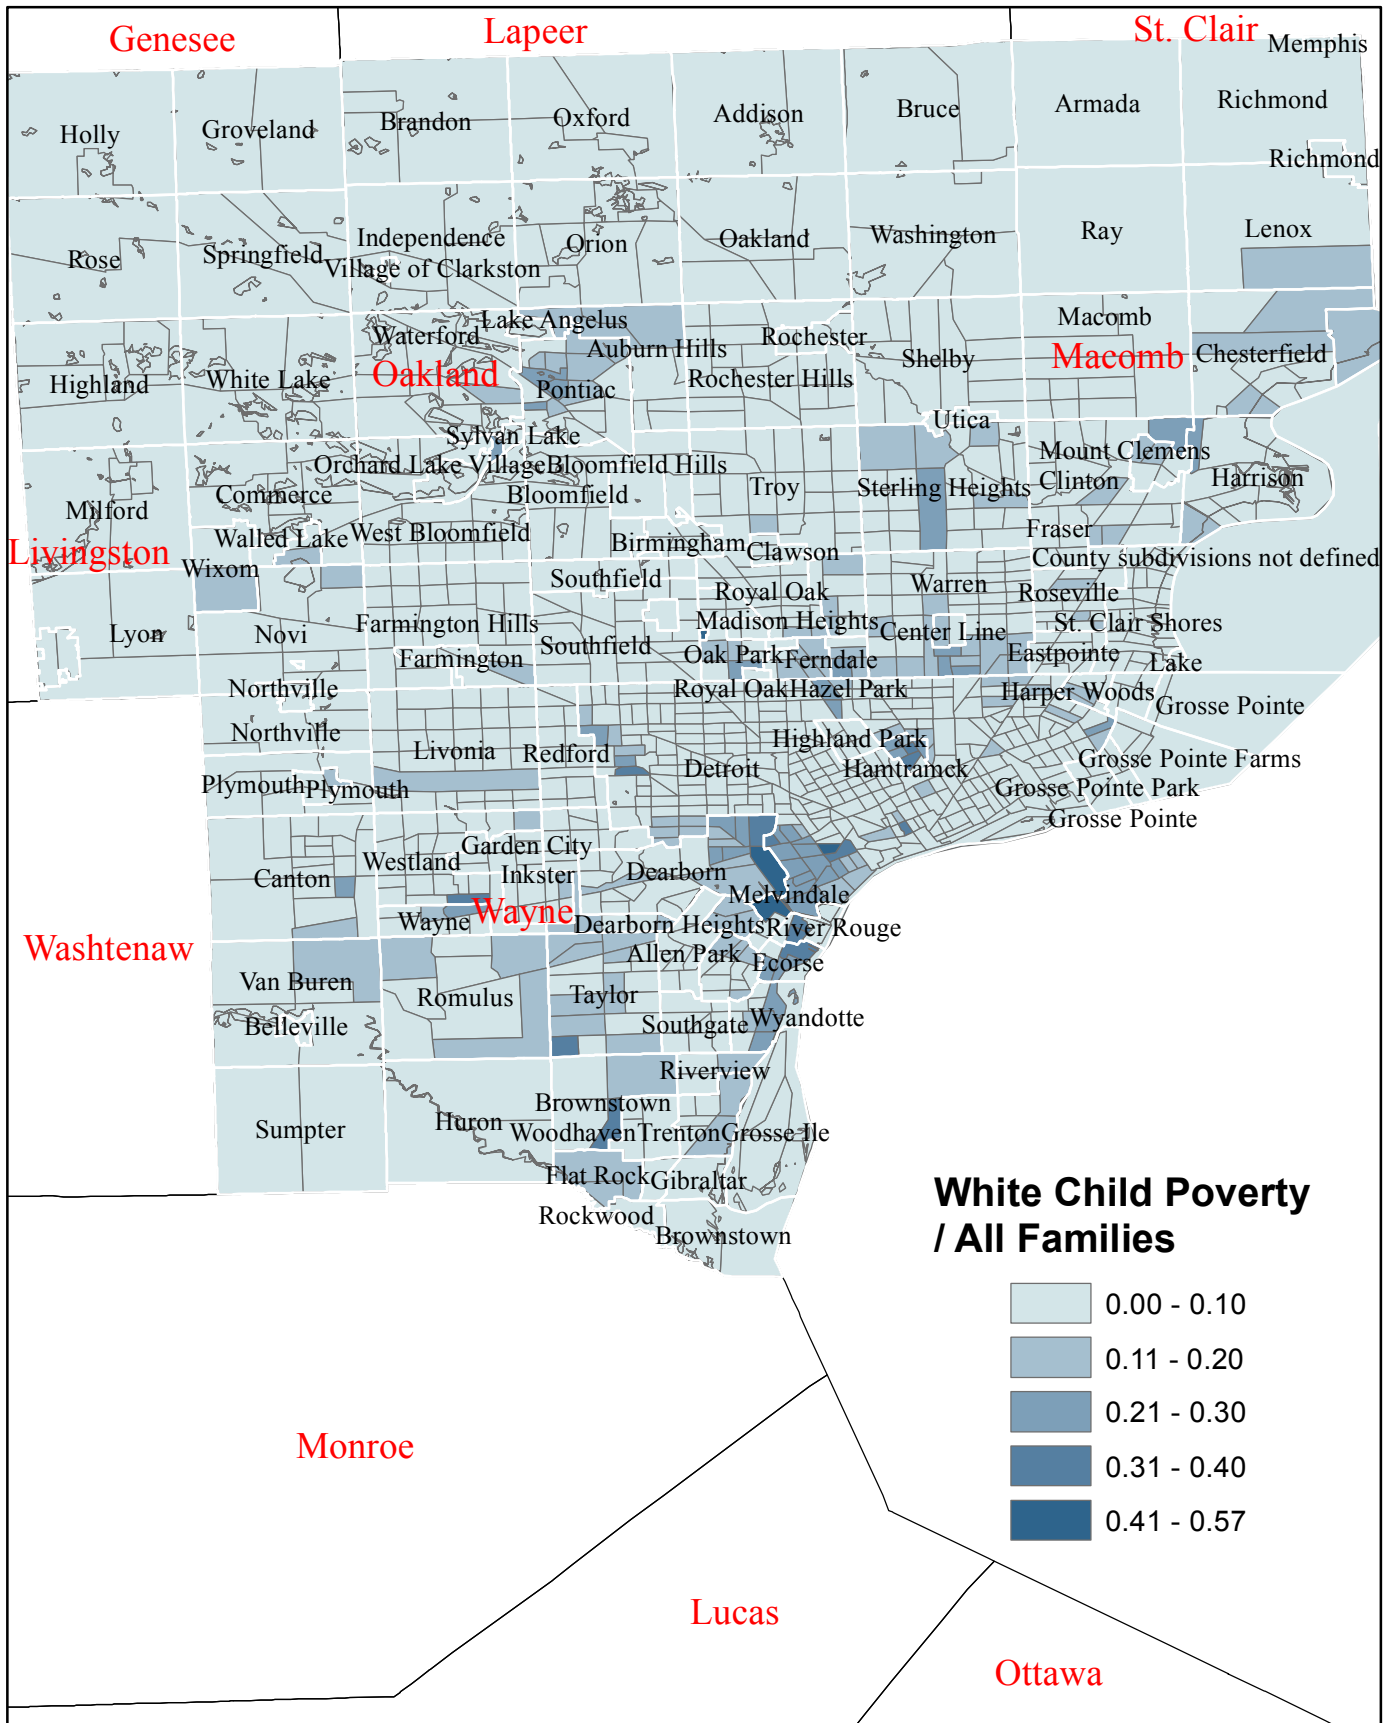 Genesee
Lapeer
St. Clair
Memphis
Holly
Groveland
Brandon
Oxford
Addison
Bruce
Armada
Richmond
Richmond
Rose
Springfield
Independence
Village of Clarkston
Orion
Oakland
Washington
Ray
Lenox
Highland
White Lake
Waterford
Oakland
Lake Angelus
Auburn Hills
Pontiac
Rochester
Rochester Hills
Shelby
Macomb
Macomb
Chesterfield
Utica
Sylvan Lake
Orchard Lake Village
Bloomfield Hills
Bloomfield
Troy
Sterling Heights
Mount Clemens
Clinton
Harrison
Milford
Commerce
Livingston
Walled Lake
West Bloomfield
Wixom
Birmingham
Clawson
Fraser
County subdivisions not defined
Southfield
Royal Oak
Warren
Roseville
Lyon
Novi
Farmington Hills
Farmington
Southfield
Madison Heights
Center Line
St. Clair Shores
Oak Park
Ferndale
Eastpointe
Lake
Northville
Royal Oak
Hazel Park
Harper Woods
Grosse Pointe
Northville
Livonia
Redford
Highland Park
Detroit
Hamtramck
Grosse Pointe Farms
Plymouth
Plymouth
Grosse Pointe Park
Grosse Pointe
Canton
Westland
Garden City
Inkster
Dearborn
Melvindale
Washtenaw
Wayne
Wayne
Dearborn Heights
River Rouge
Allen Park
Ecorse
Van Buren
Romulus
Taylor
Belleville
Southgate
Wyandotte
Riverview
Sumpter
Huron
Brownstown
Woodhaven
Trenton
Grosse Ile
Flat Rock
Gibraltar
Rockwood
Brownstown
White Child Poverty
/ All Families
0.00 - 0.10
0.11 - 0.20
0.21 - 0.30
0.31 - 0.40
0.41 - 0.57
Monroe
Lucas
Ottawa